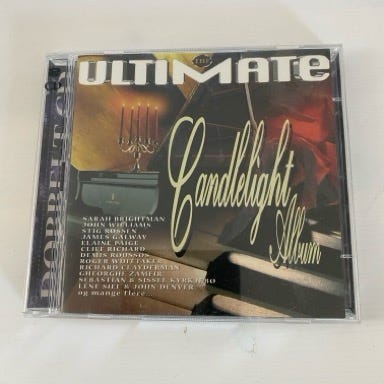 THE
ULTIMATE
Candlelight
Album
DOBBELT CD
SARAH BRIGHTMAN
JOHN WILLIAMS
STIG ROSSEN
JAMES GALWAY
ELAINE PAIGE
CLIFF RICHARD
DEMIS ROUSSOS
ROGER WHITTAKER
RICHARD CLAYDERMAN
GHEORGHE ZAMFIR
SEBASTIAN & SISSEL KYRKJEBØ
LENE SIEL & JOHN DENVER
og mange flere...